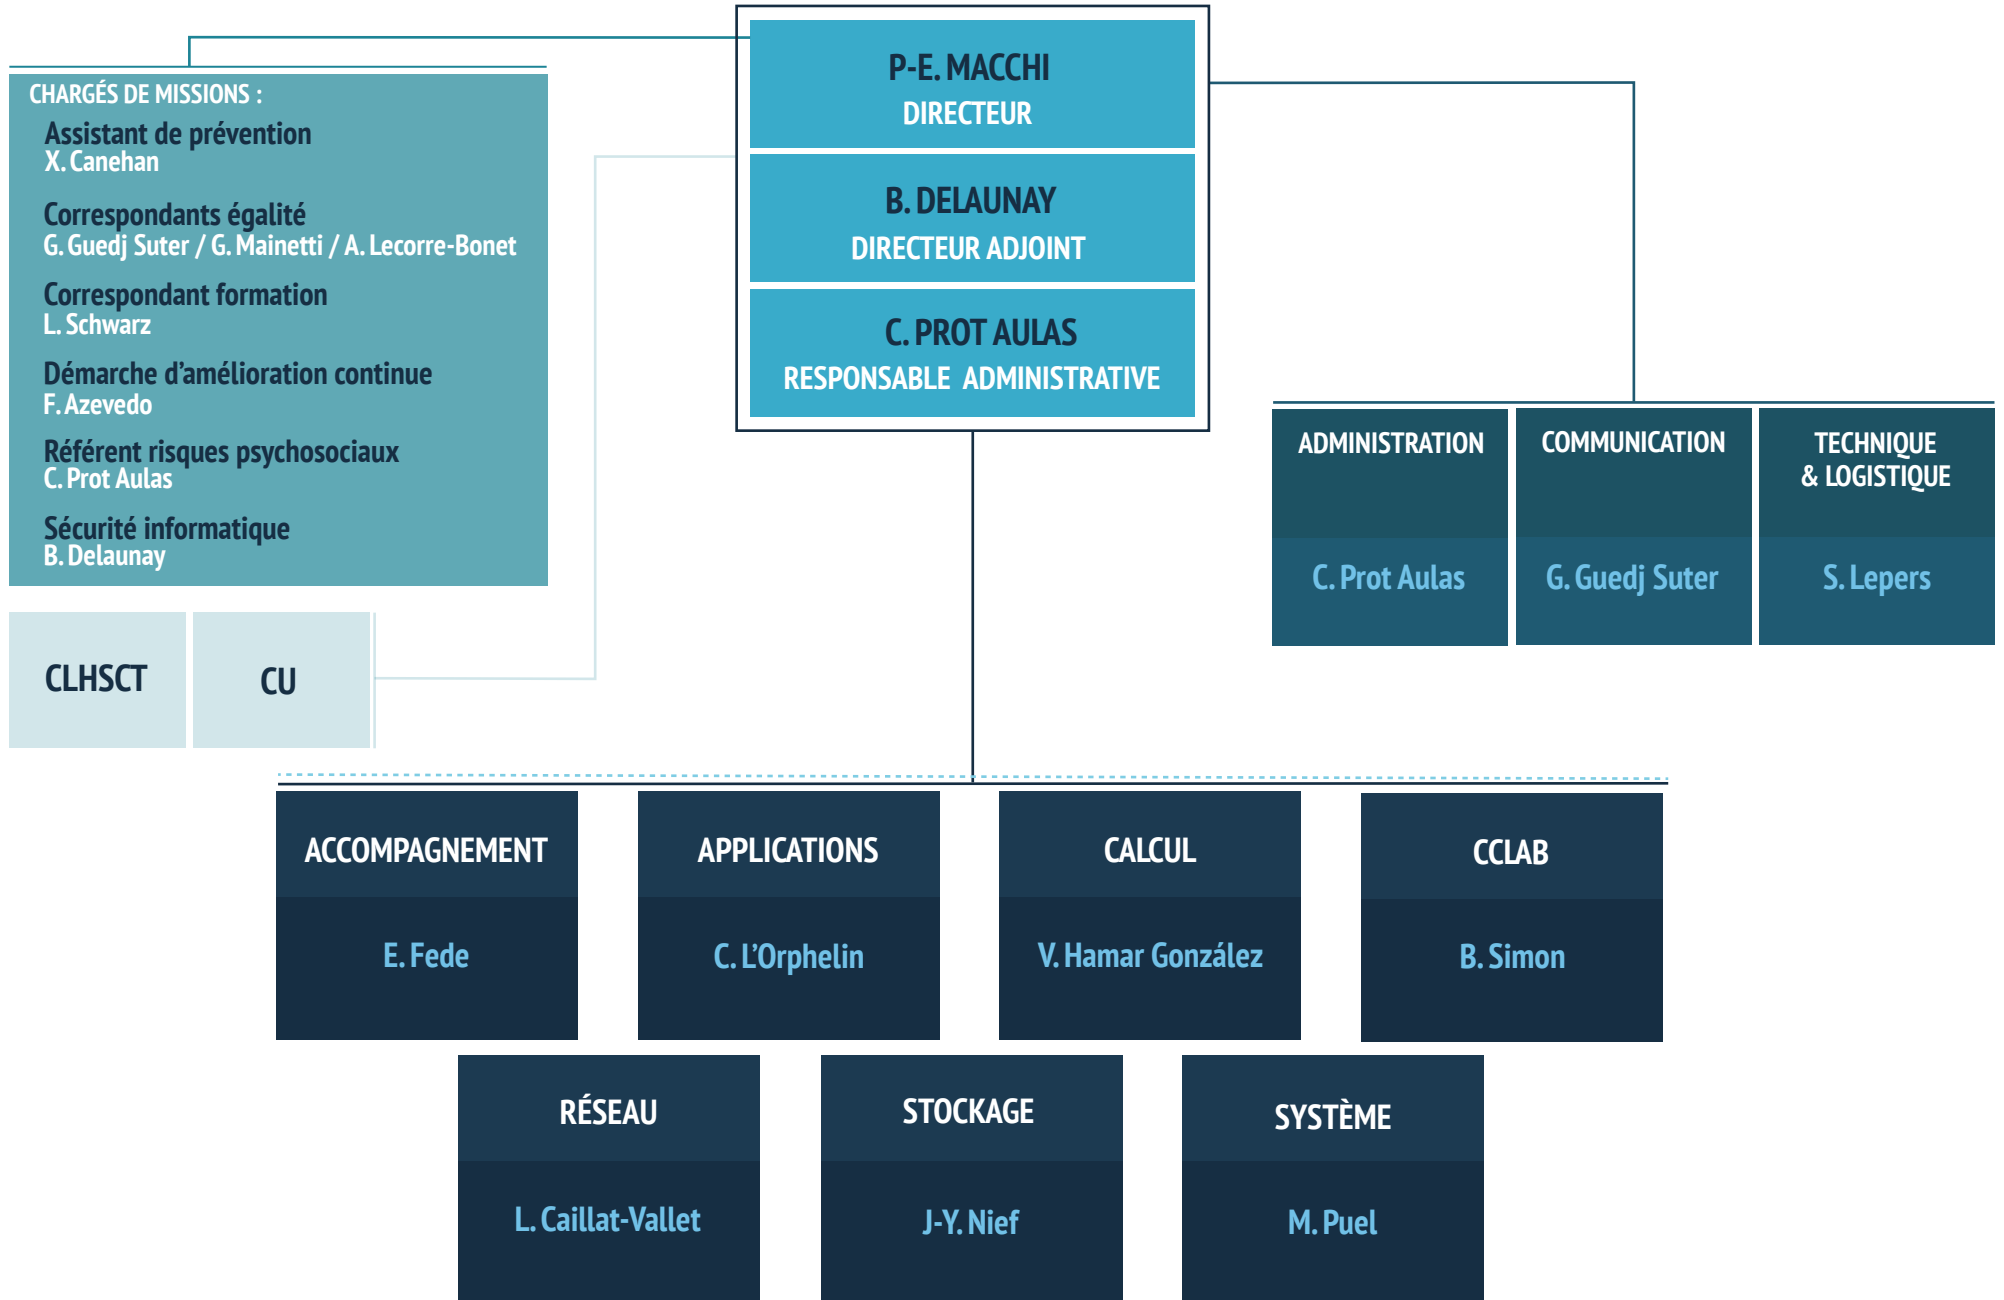 P-E. MACCHI
DIRECTEUR
B. DELAUNAY
DIRECTEUR ADJOINT
C. PROT AULAS
RESPONSABLE ADMINISTRATIVE
CHARGÉS DE MISSIONS :
Assistant de prévention
X. Canehan
Correspondants égalité
G. Guedj Suter / G. Mainetti / A. Lecorre-Bonet
Correspondant formation
L. Schwarz
Démarche d’amélioration continue
F. Azevedo
Référent risques psychosociaux
C. Prot Aulas
Sécurité informatique
B. Delaunay
CLHSCT
CU
ADMINISTRATION
C. Prot Aulas
COMMUNICATION
G. Guedj Suter
TECHNIQUE
& LOGISTIQUE
S. Lepers
ACCOMPAGNEMENT
E. Fede
APPLICATIONS
C. L’Orphelin
CALCUL
V. Hamar González
CCLAB
B. Simon
RÉSEAU
L. Caillat-Vallet
STOCKAGE
J-Y. Nief
SYSTÈME
M. Puel